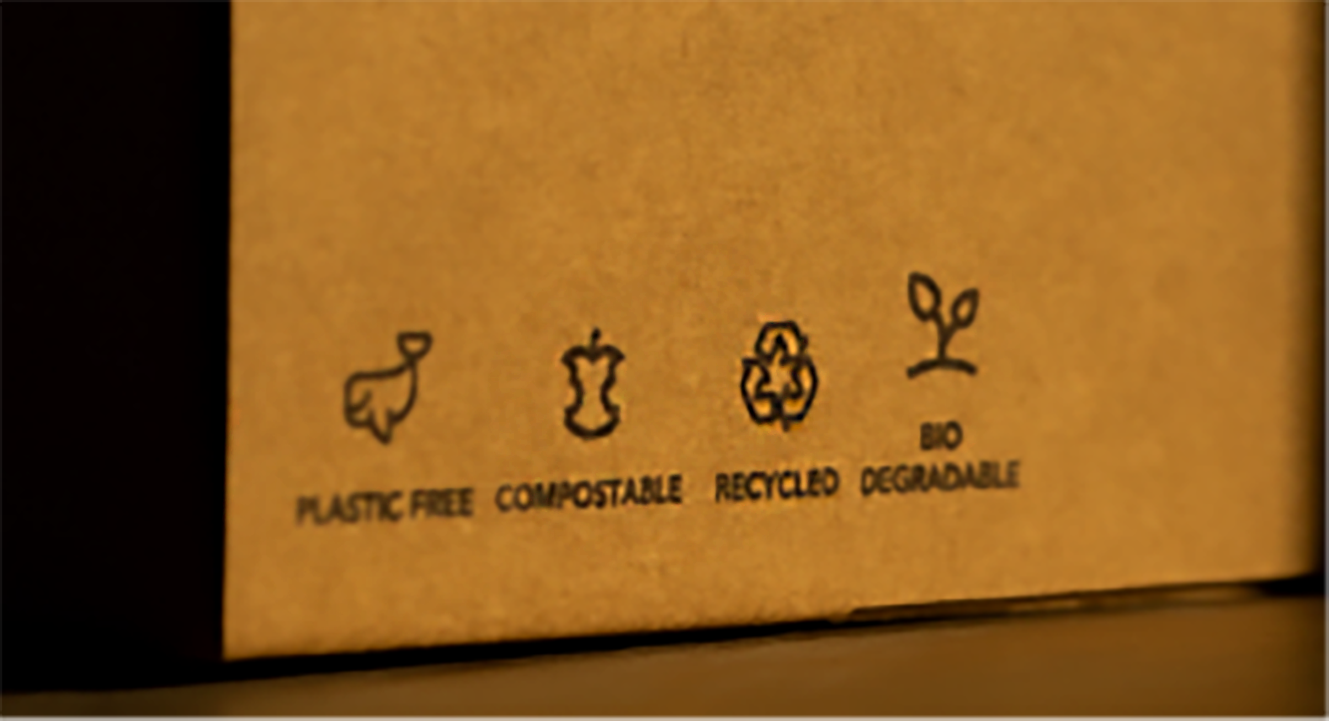 PLASTIC FREE
COMPOSTABLE
RECYCLED
BIO
DEGRADABLE